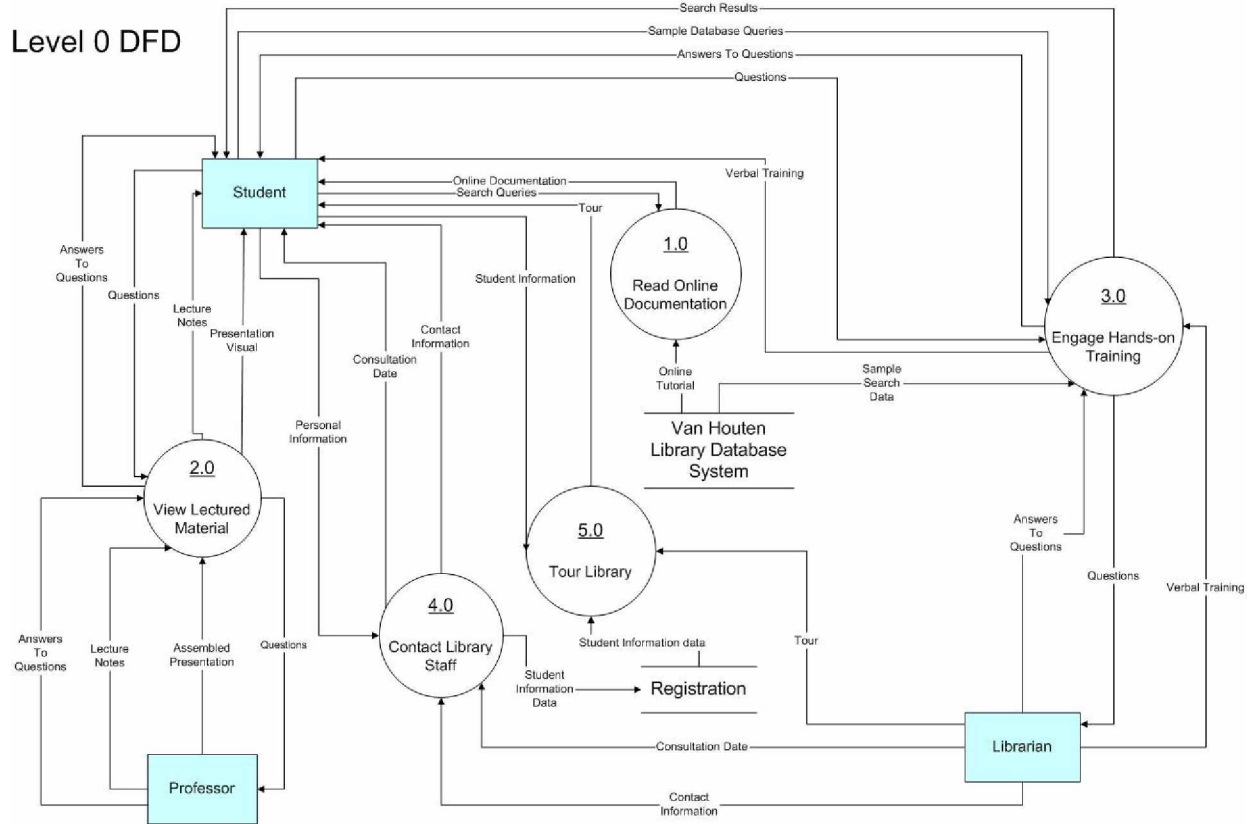 Level 0 DFD
Search Results
Sample Database Queries
Answers To Questions
Questions
Student
Online Documentation
Search Queries
Tour
Verbal Training
Answers
To
Questions
Questions
Lecture
Notes
Presentation
Visual
Consultation
Date
Contact
Information
Student Information
1.0
Read Online
Documentation
3.0
Engage Hands-on
Training
Online
Tutorial
Sample
Search
Data
Personal
Information
Van Houten
Library Database
System
2.0
View Lectured
Material
5.0
Tour Library
Answers
To
Questions
Questions
Verbal Training
4.0
Contact Library
Staff
Student Information data
Tour
Answers
To
Questions
Lecture
Notes
Assembled
Presentation
Questions
Student
Information
Data
Registration
Consultation Date
Librarian
Professor
Contact
Information